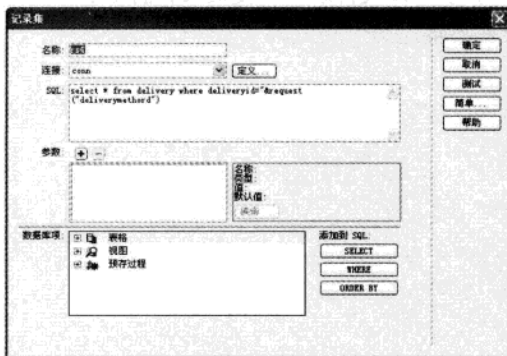 记录集
名称:
确定
连接: conn 定义...
取消
SQL: select * from delivery where deliveryid="&request
("deliverymethord")
测试
简单...
帮助
参数:
名称:
类型:
值:
默认值:
数据库项:
表格
视图
预存过程
添加到 SQL:
SELECT
WHERE
ORDER BY